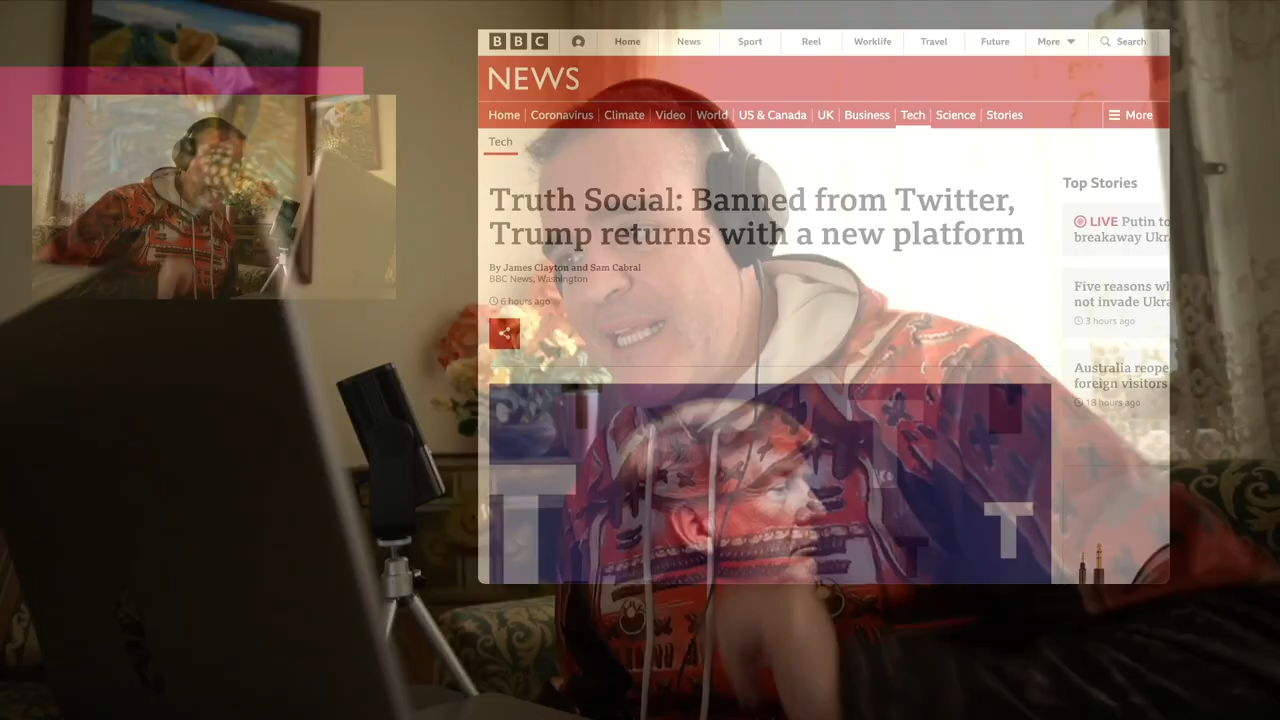 BBC
Home News Sport Reel Worklife Travel Future More Search
NEWS
Home Coronavirus Climate Video World US & Canada UK Business Tech Science Stories More
Tech
Truth Social: Banned from Twitter,
Trump returns with a new platform
By James Clayton and Sam Cabral
BBC News, Washington
6 hours ago
T T T T
Top Stories
LIVE Putin to
breakaway Ukr
Five reasons wh
not invade Ukra
3 hours ago
Australia reope
foreign visitors
18 hours ago